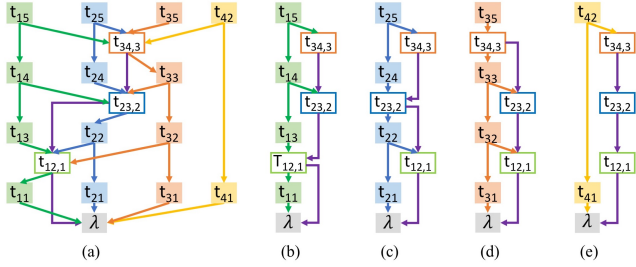 t15 t25 t35 t42 t15 t25 t35 t42
t34,3 t34,3 t34,3 t34,3 t34,3
t14 t24 t33 t14 t24 t33
t23,2 t23,2 t23,2 t23,2 t23,2
t13 t22 t32 t13 t22 t32
t12,1 T12,1 t12,1 t12,1 t12,1
t11 t21 t31 t41 t11 t21 t31 t41
λ λ λ λ λ
(a) (b) (c) (d) (e)